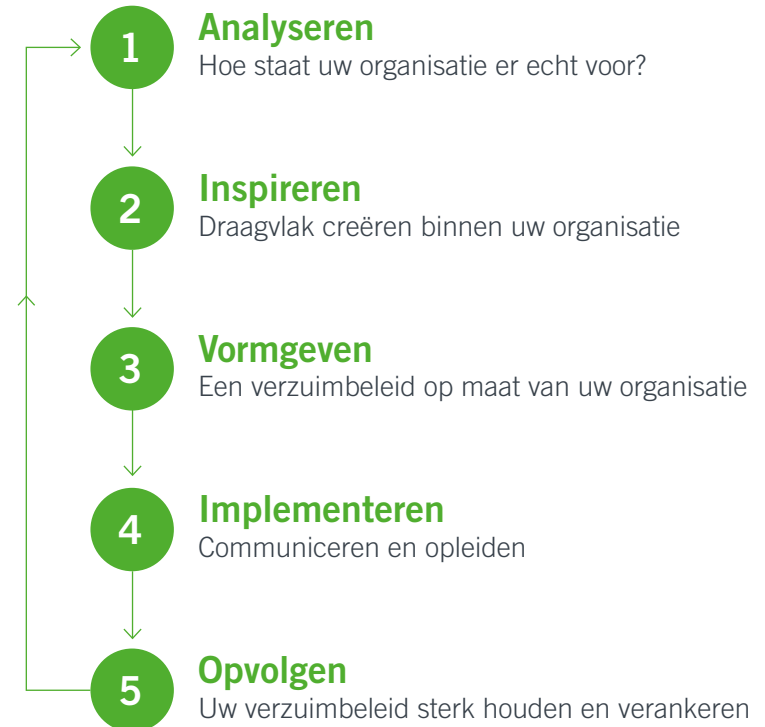 1
Analyseren
Hoe staat uw organisatie er echt voor?
2
Inspireren
Draagvlak creëren binnen uw organisatie
3
Vormgeven
Een verzuimbeleid op maat van uw organisatie
4
Implementeren
Communiceren en opleiden
5
Opvolgen
Uw verzuimbeleid sterk houden en verankeren